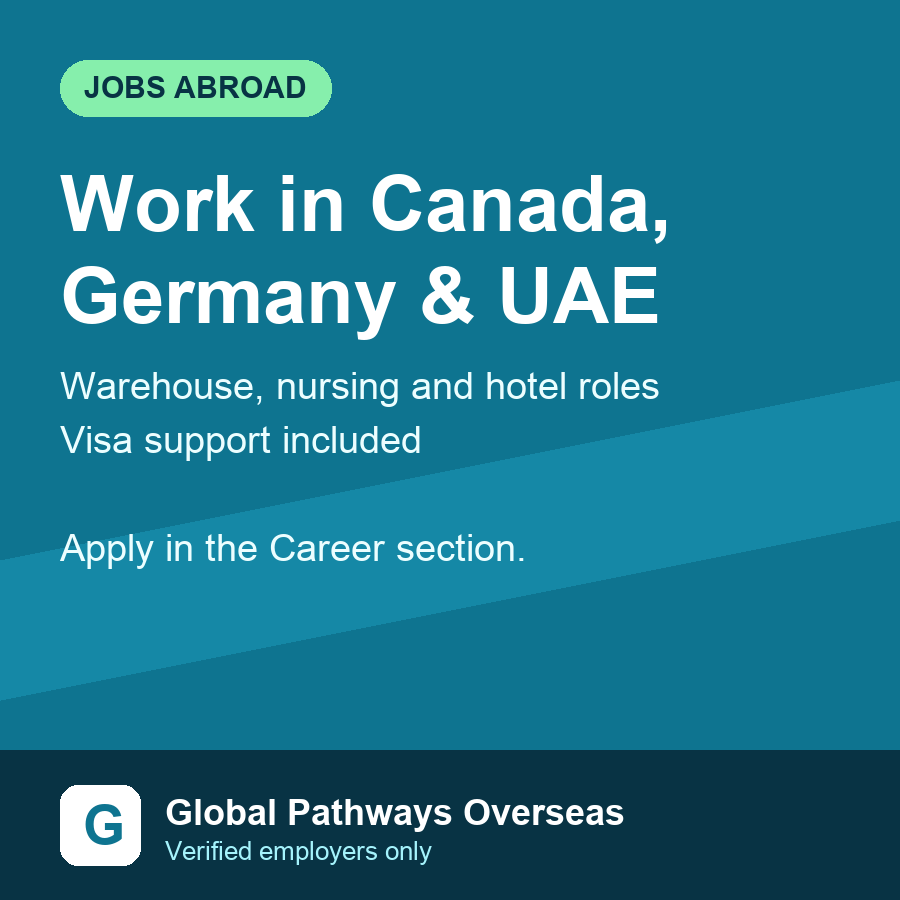 JOBS ABROAD
Work in Canada,
Germany & UAE
Warehouse, nursing and hotel roles
Visa support included
Apply in the Career section.
G
Global Pathways Overseas
Verified employers only